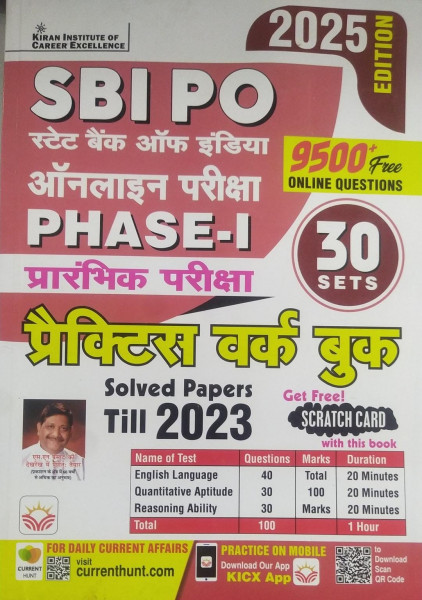 KIRAN INSTITUTE OF
CAREER EXCELLENCE
2025
EDITION
SBI PO
स्टेट बैंक ऑफ इंडिया
ऑनलाइन परीक्षा
PHASE-I
प्रारंभिक परीक्षा
9500+ Free
ONLINE QUESTIONS
30
SETS
प्रैक्टिस वर्क बुक
Solved Papers
Till 2023
Get Free!
SCRATCH CARD
with this book
Name of Test Questions Marks Duration
English Language 40 Total 20 Minutes
Quantitative Aptitude 30 100 20 Minutes
Reasoning Ability 30 Marks 20 Minutes
Total 100 1 Hour
CURRENT
HUNT
FOR DAILY CURRENT AFFAIRS
visit
currenthunt.com
PRACTICE ON MOBILE
Download Our App
KICX App
to
Download
Scan
QR Code